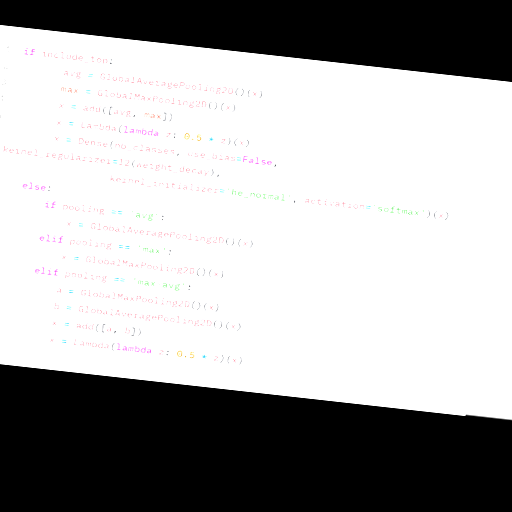 if include_top:
avg = GlobalAveragePooling2D()(x)
max = GlobalMaxPooling2D()(x)
x = add([avg, max])
x = Lambda(lambda z: 0.5 * z)(x)
x = Dense(no_classes, use_bias=False,
kernel_regularizer=l2(weight_decay),
kernel_initializer='he_normal', activation='softmax')(x)
else:
if pooling == 'avg':
x = GlobalAveragePooling2D()(x)
elif pooling == 'max':
x = GlobalMaxPooling2D()(x)
elif pooling == 'max_avg':
a = GlobalMaxPooling2D()(x)
b = GlobalAveragePooling2D()(x)
x = add([a, b])
x = Lambda(lambda z: 0.5 * z)(x)